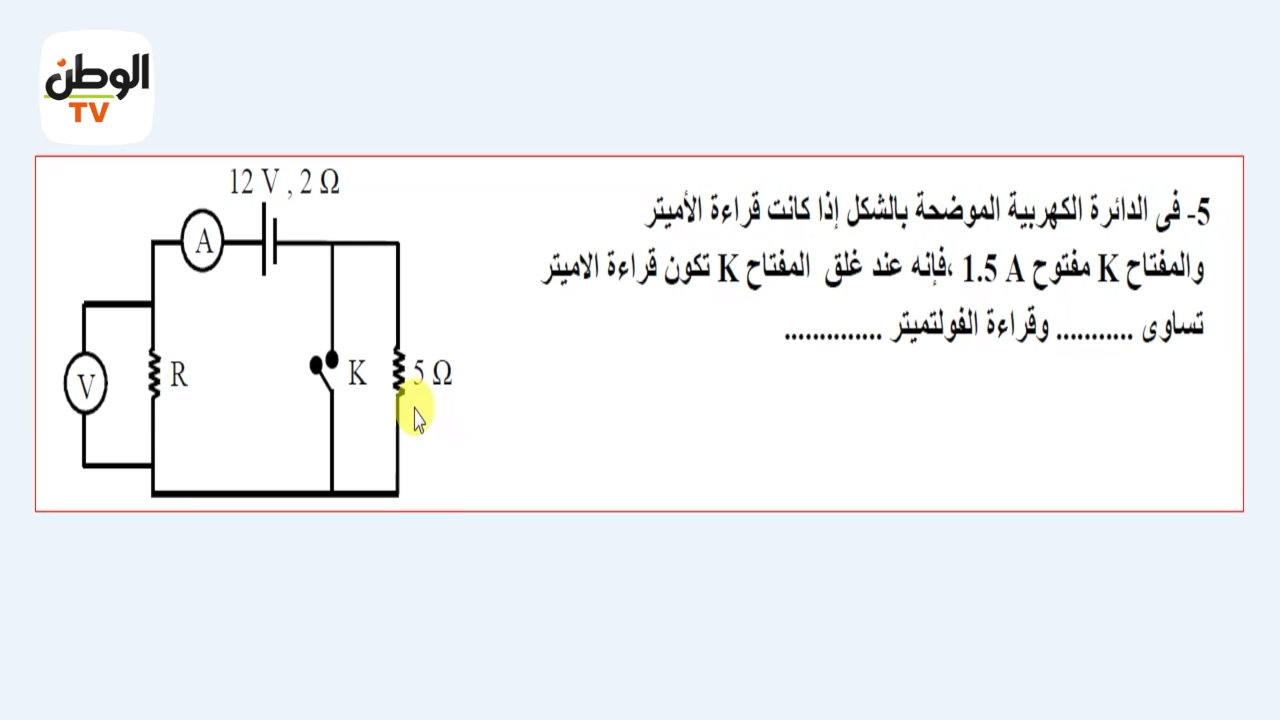 الوطن
TV
5- فى الدائرة الكهربية الموضحة بالشكل إذا كانت قراءة الأميتر
والمفتاح K مفتوح 1.5 A ،فإنه عند غلق المفتاح K تكون قراءة الاميتر
تساوى ........... وقراءة الفولتميتر ..............
12 V , 2 Ω
A
V
R
K
5 Ω